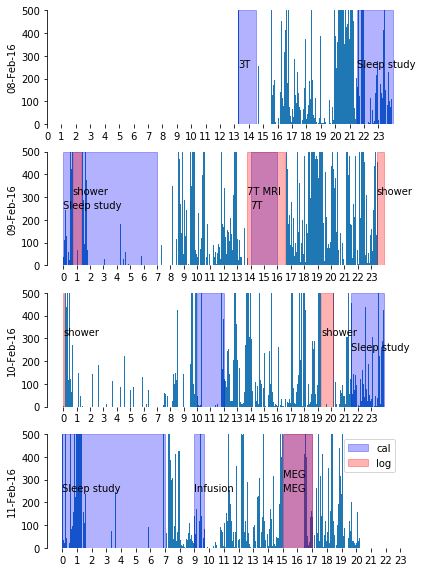 500
400
300
200
100
0
08-Feb-16
3T
Sleep study
0 1 2 3 4 5 6 7 8 9 10 11 12 13 14 15 16 17 18 19 20 21 22 23
500
400
300
200
100
0
09-Feb-16
shower
7T MRI
shower
Sleep study
7T
0 1 2 3 4 5 6 7 8 9 10 11 12 13 14 15 16 17 18 19 20 21 22 23 0
500
400
300
200
100
0
10-Feb-16
shower
shower
Sleep study
0 1 2 3 4 5 6 7 8 9 10 11 12 13 14 15 16 17 18 19 20 21 22 23 0
500
400
300
200
100
0
11-Feb-16
cal
log
MEG
Sleep study
Infusion
MEG
0 1 2 3 4 5 6 7 8 9 10 11 12 13 14 15 16 17 18 19 20 21 22 23 0